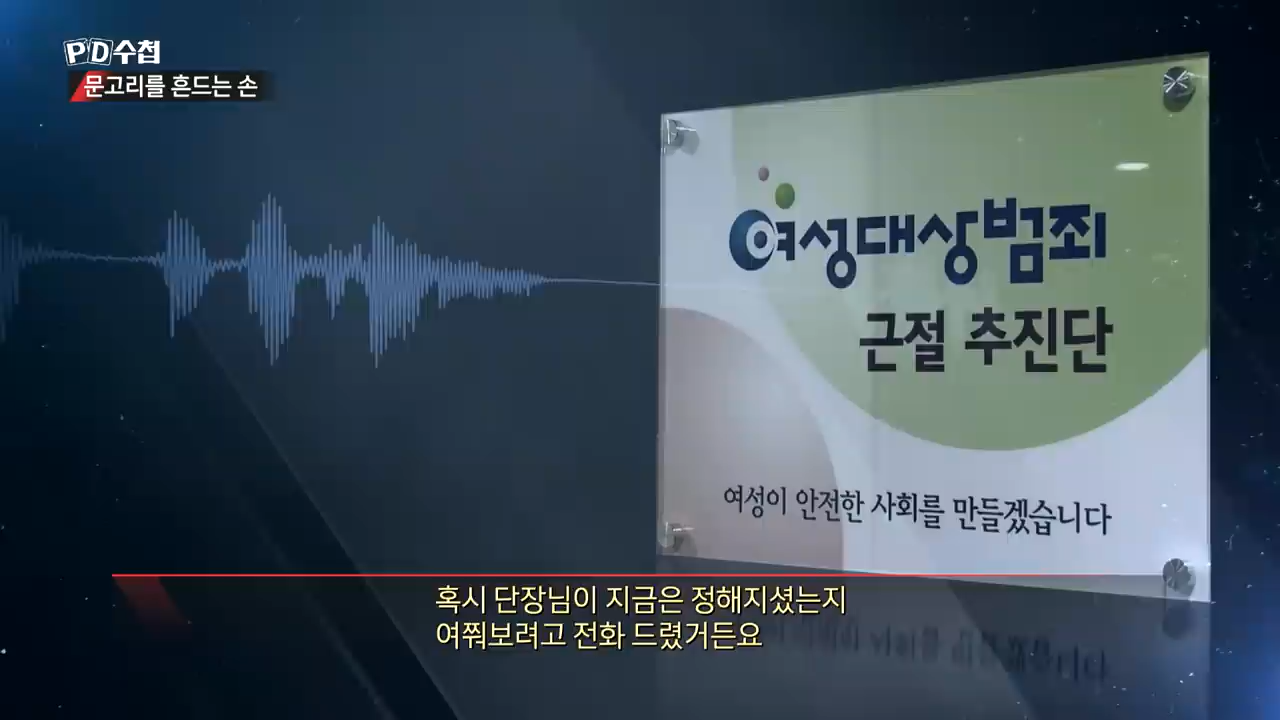 PD수첩
문고리를 흔드는 손
여성대상범죄
근절 추진단
여성이 안전한 사회를 만들겠습니다
혹시 단장님이 지금은 정해지셨는지
여쭤보려고 전화 드렸거든요